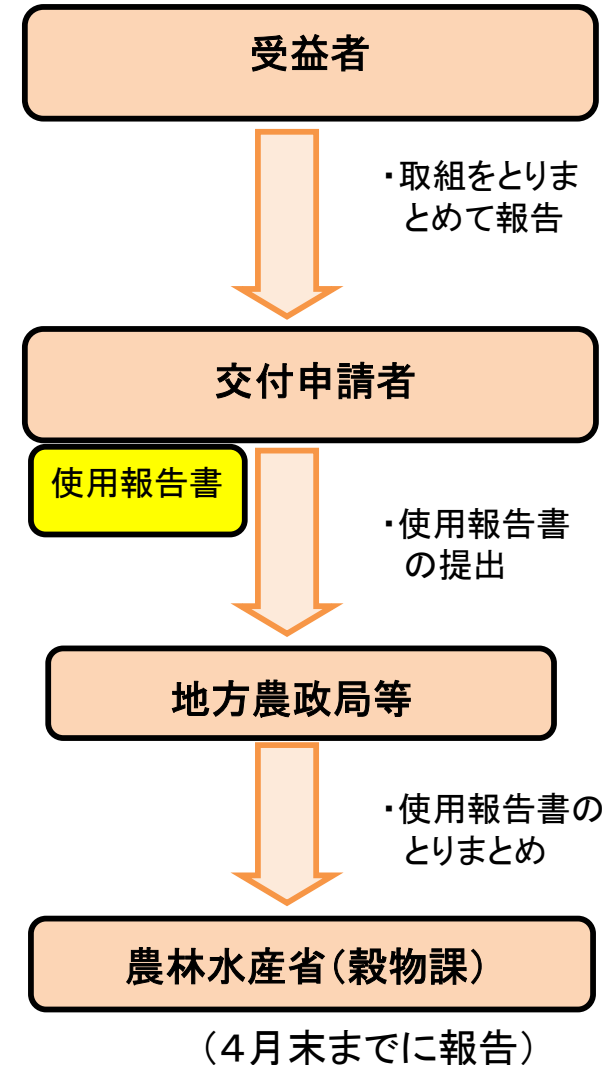 受益者
・取組をとりま
とめて報告
交付申請者
使用報告書
・使用報告書
の提出
地方農政局等
・使用報告書の
とりまとめ
農林水産省(穀物課)
(4月末までに報告)